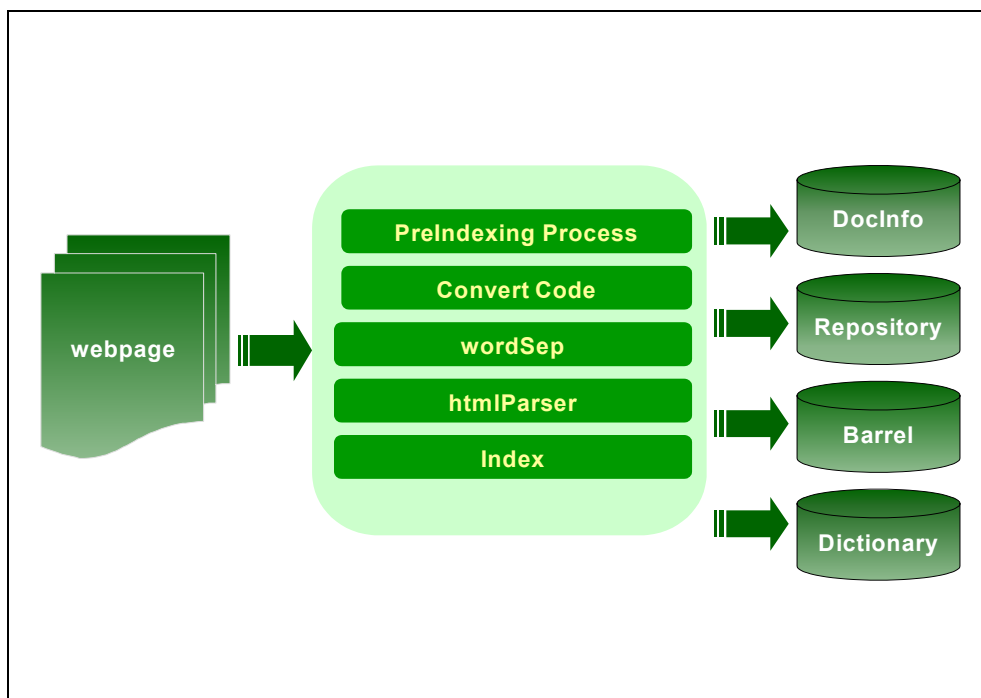 webpage
PreIndexing Process
Convert Code
wordSep
htmlParser
Index
DocInfo
Repository
Barrel
Dictionary